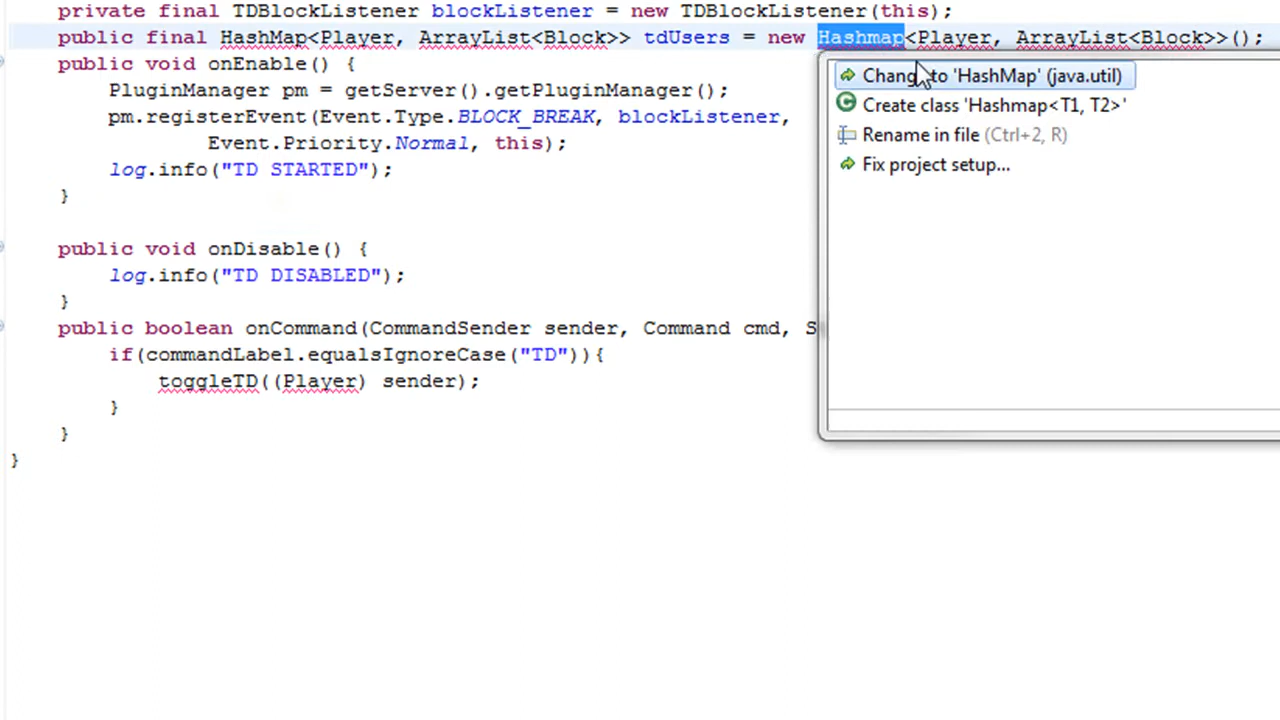 private final TDBlockListener blockListener = new TDBlockListener(this);
public final HashMap<Player, ArrayList<Block>> tdUsers = new Hashmap<Player, ArrayList<Block>>();
public void onEnable() {
PluginManager pm = getServer().getPluginManager();
pm.registerEvent(Event.Type.BLOCK_BREAK, blockListener,
Event.Priority.Normal, this);
log.info("TD STARTED");
}
public void onDisable() {
log.info("TD DISABLED");
}
public boolean onCommand(CommandSender sender, Command cmd, S
if(commandLabel.equalsIgnoreCase("TD")){
toggleTD((Player) sender);
}
}
}
Change to 'HashMap' (java.util)
Create class 'Hashmap<T1, T2>'
Rename in file (Ctrl+2, R)
Fix project setup...